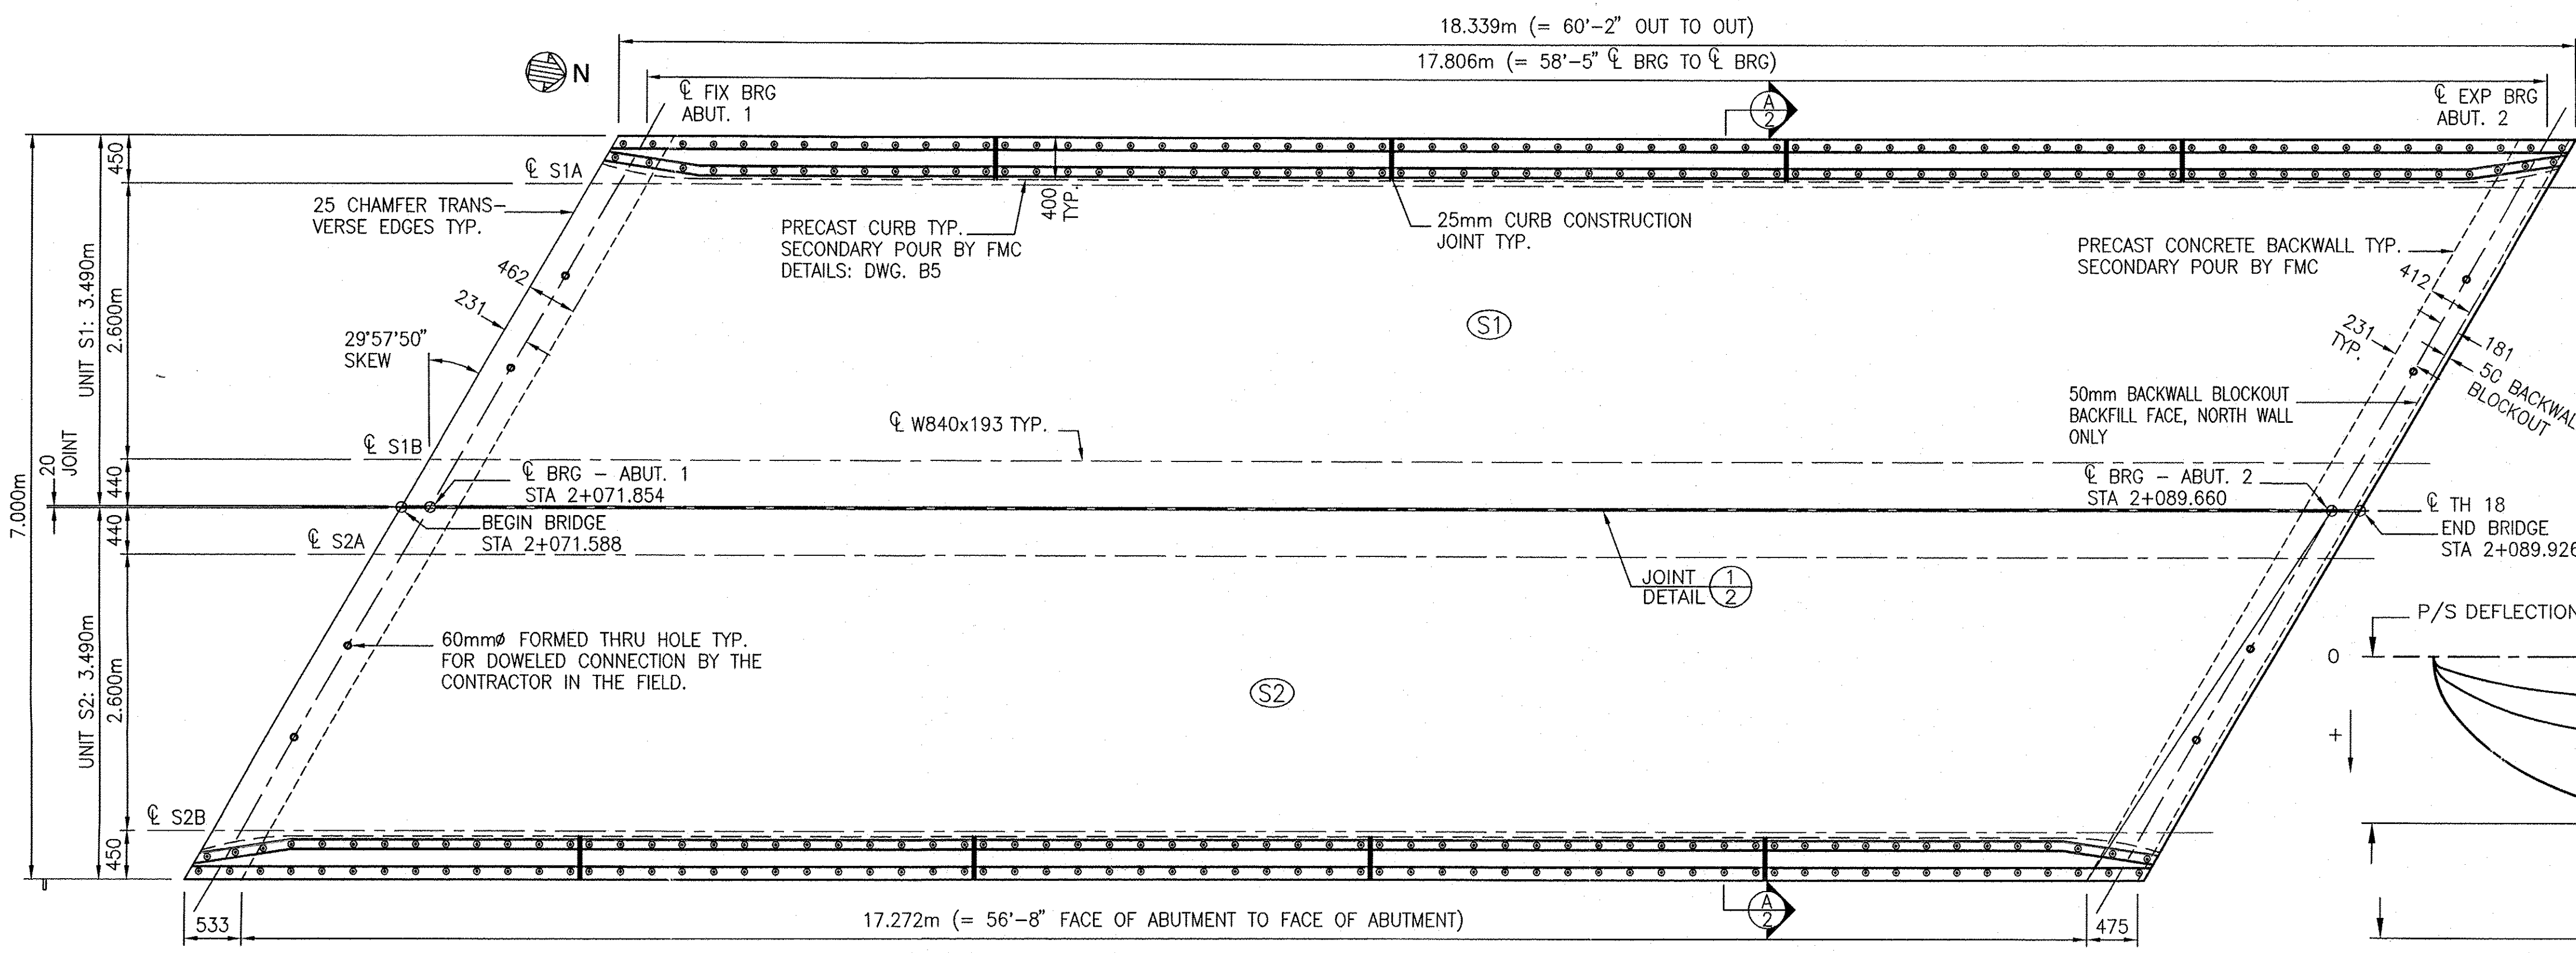 18.339m (= 60'-2" OUT TO OUT)
17.806m (= 58'-5" ℄ BRG TO ℄ BRG)
N
℄ FIX BRG
ABUT. 1
A
2
℄ EXP BRG
ABUT. 2
450
℄ S1A
25 CHAMFER TRANS-
VERSE EDGES TYP.
PRECAST CURB TYP.
SECONDARY POUR BY FMC
DETAILS: DWG. B5
400
TYP.
25mm CURB CONSTRUCTION
JOINT TYP.
PRECAST CONCRETE BACKWALL TYP.
SECONDARY POUR BY FMC
462
231
412
231
TYP.
181
50 BACKWAL
BLOCKOUT
UNIT S1: 3.490m
2.600m
29°57'50"
SKEW
S1
50mm BACKWALL BLOCKOUT
BACKFILL FACE, NORTH WALL
ONLY
℄ W840x193 TYP.
℄ S1B
20
JOINT
440
℄ BRG - ABUT. 1
STA 2+071.854
℄ BRG - ABUT. 2
STA 2+089.660
℄ TH 18
7.000m
440
BEGIN BRIDGE
STA 2+071.588
END BRIDGE
STA 2+089.926
℄ S2A
JOINT
DETAIL
1
2
P/S DEFLECTION
0
+
60mmø FORMED THRU HOLE TYP.
FOR DOWELED CONNECTION BY THE
CONTRACTOR IN THE FIELD.
UNIT S2: 3.490m
2.600m
S2
℄ S2B
450
533
17.272m (= 56'-8" FACE OF ABUTMENT TO FACE OF ABUTMENT)
A
2
475